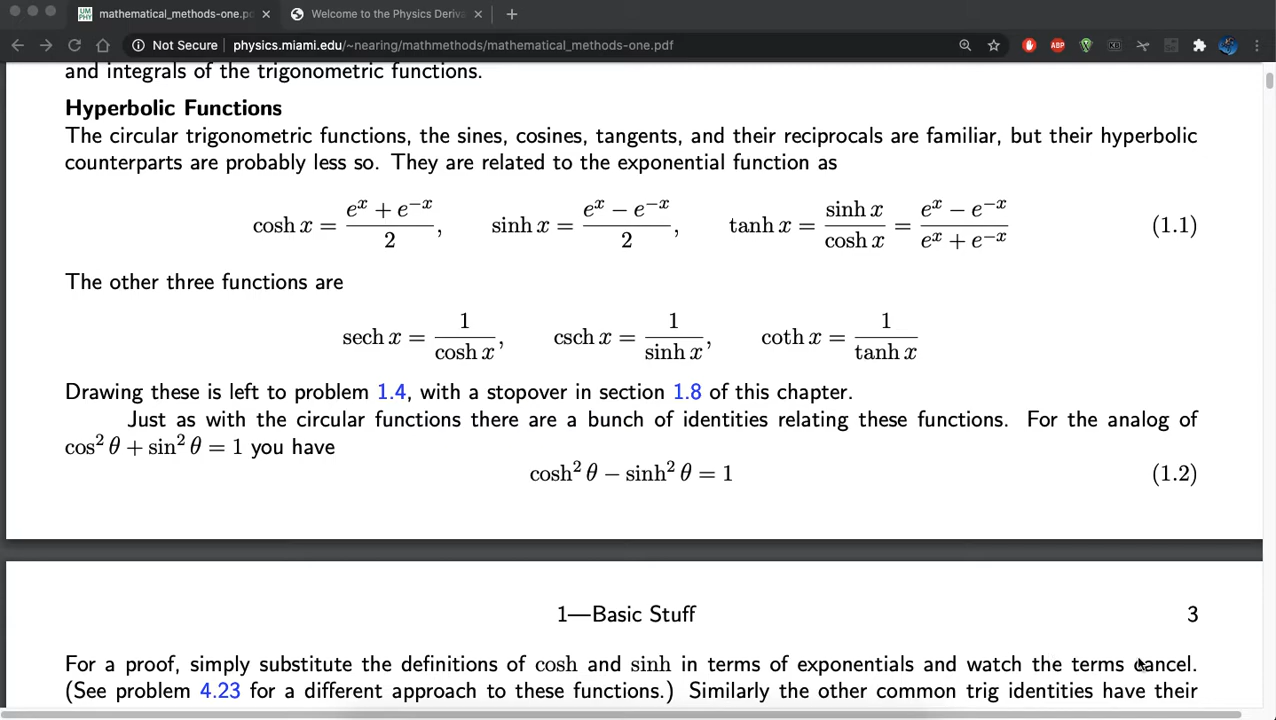 mathematical_methods-one.pd
Welcome to the Physics Deriva
Not Secure physics.miami.edu/~nearing/mathmethods/mathematical_methods-one.pdf
and integrals of the trigonometric functions.
Hyperbolic Functions
The circular trigonometric functions, the sines, cosines, tangents, and their reciprocals are familiar, but their hyperbolic
counterparts are probably less so. They are related to the exponential function as
cosh x = (e^x + e^−x)/2, sinh x = (e^x − e^−x)/2, tanh x = sinh x/cosh x = (e^x − e^−x)/(e^x + e^−x) (1.1)
The other three functions are
sech x = 1/cosh x, csch x = 1/sinh x, coth x = 1/tanh x
Drawing these is left to problem 1.4, with a stopover in section 1.8 of this chapter.
Just as with the circular functions there are a bunch of identities relating these functions. For the analog of
cos² θ + sin² θ = 1 you have
cosh² θ − sinh² θ = 1 (1.2)
1—Basic Stuff 3
For a proof, simply substitute the definitions of cosh and sinh in terms of exponentials and watch the terms cancel.
(See problem 4.23 for a different approach to these functions.) Similarly the other common trig identities have their